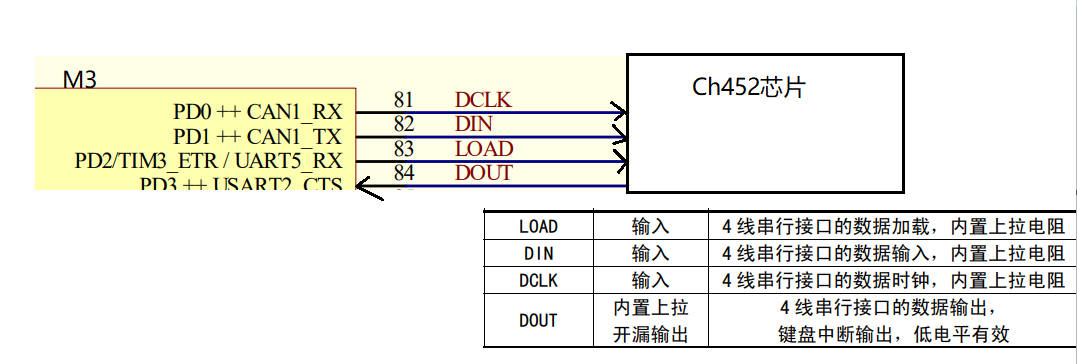 M3
Ch452芯片
PD0 ++ CAN1_RX 81 DCLK
PD1 ++ CAN1_TX 82 DIN
PD2/TIM3_ETR / UART5_RX 83 LOAD
PD3 ++ USART2_CTS 84 DOUT
LOAD 输入 4线串行接口的数据加载，内置上拉电阻
DIN 输入 4线串行接口的数据输入，内置上拉电阻
DCLK 输入 4线串行接口的数据时钟，内置上拉电阻
DOUT 内置上拉 4线串行接口的数据输出，
开漏输出 键盘中断输出，低电平有效